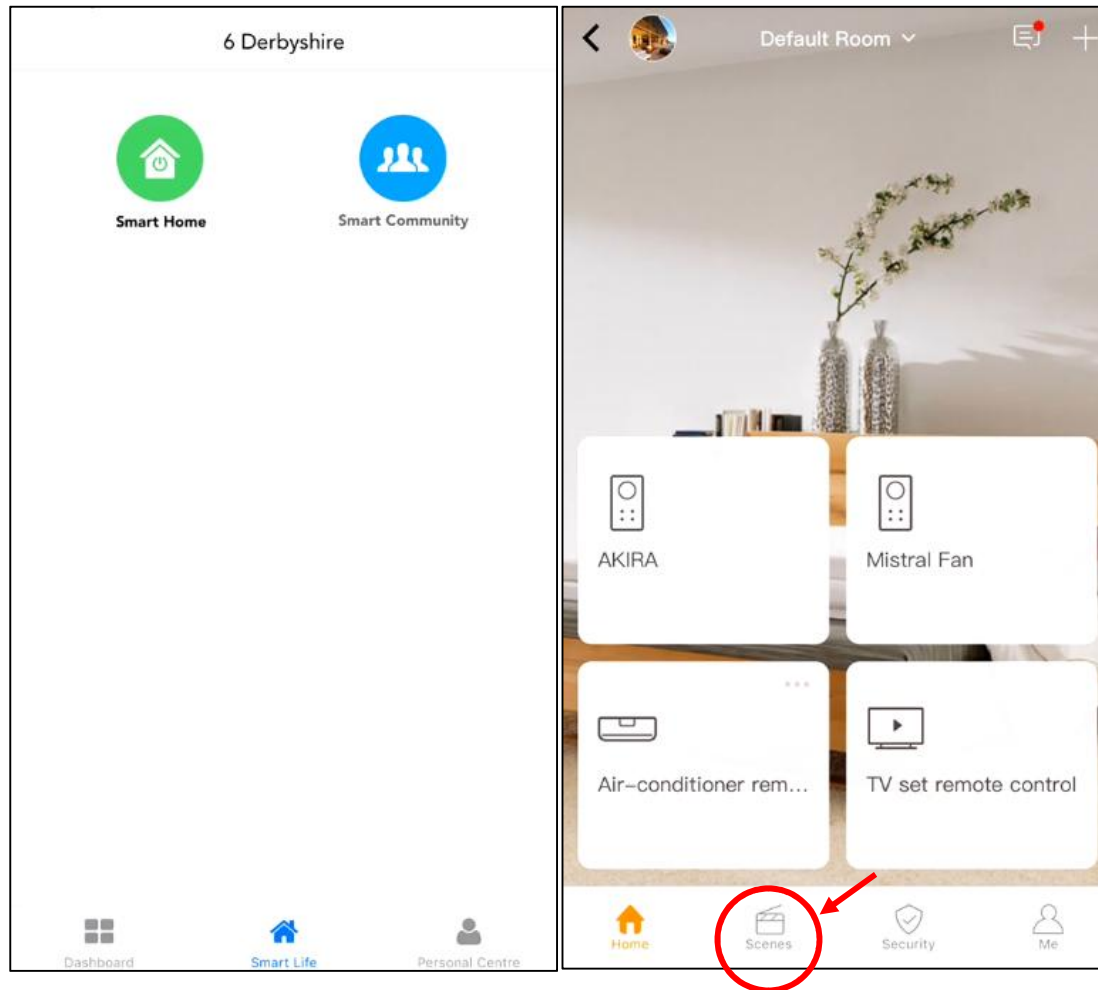 6 Derbyshire
Smart Home
Smart Community
Dashboard
Smart Life
Personal Centre
Default Room
AKIRA
Mistral Fan
Air-conditioner rem...
TV set remote control
Home
Scenes
Security
Me